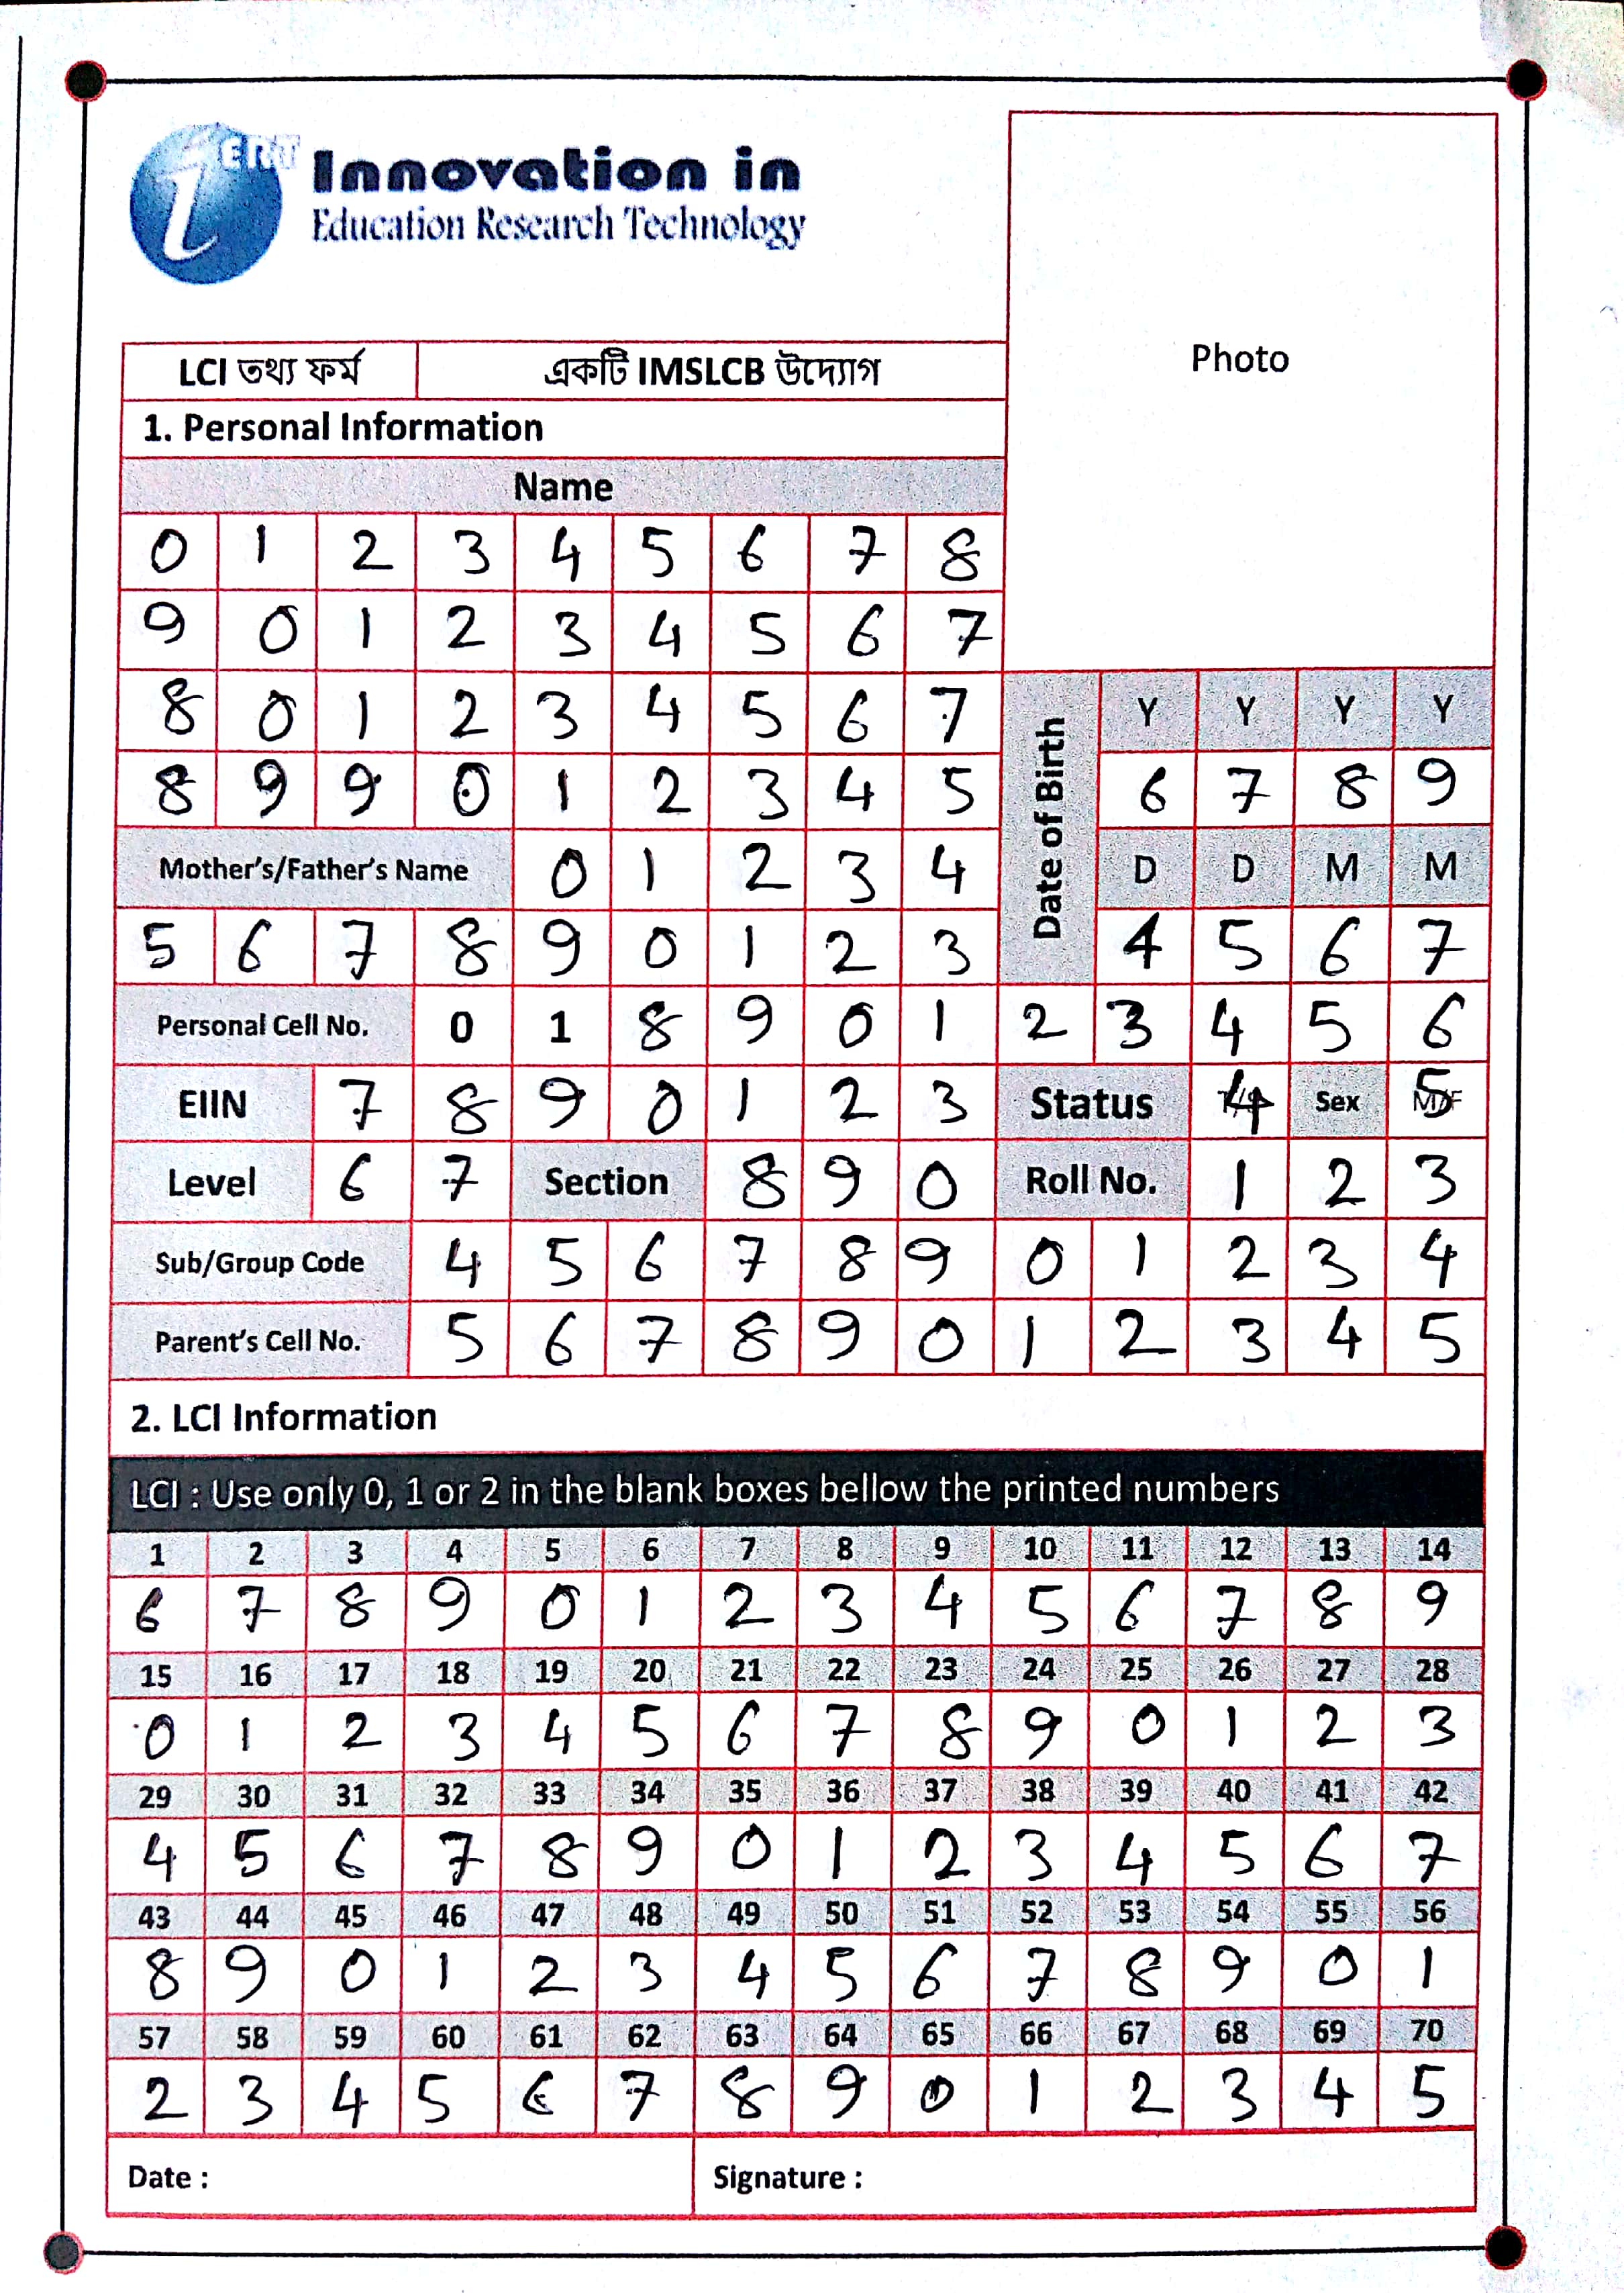 iERT Innovation in
Education Research Technology
Photo
LCI তথ্য ফর্ম একটি IMSLCB উদ্যোগ
1. Personal Information
Name
0 1 2 3 4 5 6 7 8
9 0 1 2 3 4 5 6 7
8 0 1 2 3 4 5 6 7
Date of Birth Y Y Y Y
8 9 9 0 1 2 3 4 5 6 7 8 9
Mother's/Father's Name 0 1 2 3 4 D D M M
5 6 7 8 9 0 1 2 3 4 5 6 7
Personal Cell No. 0 1 8 9 0 1 2 3 4 5 6
EIIN 7 8 9 0 1 2 3 Status 4 Sex 5
Level 6 7 Section 8 9 0 Roll No. 1 2 3
Sub/Group Code 4 5 6 7 8 9 0 1 2 3 4
Parent's Cell No. 5 6 7 8 9 0 1 2 3 4 5
2. LCI Information
LCI : Use only 0, 1 or 2 in the blank boxes bellow the printed numbers
1 2 3 4 5 6 7 8 9 10 11 12 13 14
6 7 8 9 0 1 2 3 4 5 6 7 8 9
15 16 17 18 19 20 21 22 23 24 25 26 27 28
0 1 2 3 4 5 6 7 8 9 0 1 2 3
29 30 31 32 33 34 35 36 37 38 39 40 41 42
4 5 6 7 8 9 0 1 2 3 4 5 6 7
43 44 45 46 47 48 49 50 51 52 53 54 55 56
8 9 0 1 2 3 4 5 6 7 8 9 0 1
57 58 59 60 61 62 63 64 65 66 67 68 69 70
2 3 4 5 6 7 8 9 0 1 2 3 4 5
Date : Signature :